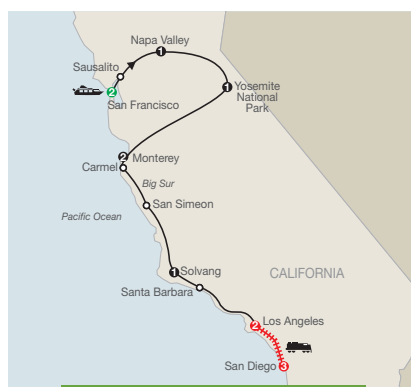 Napa Valley
1
Sausalito
2
San Francisco
1
Yosemite
National
Park
2
Monterey
Carmel
Big Sur
San Simeon
Pacific Ocean
1
Solvang
CALIFORNIA
Santa Barbara
2
Los Angeles
San Diego
3